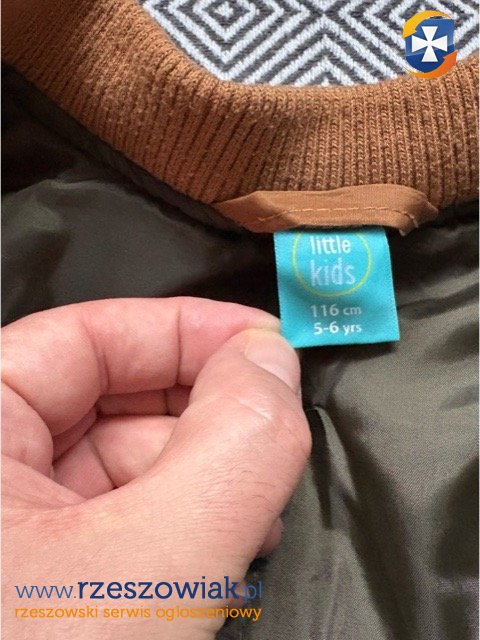 little
kids
116 cm
5-6 yrs
www.rzeszowiak.pl
rzeszowski serwis ogłoszeniowy